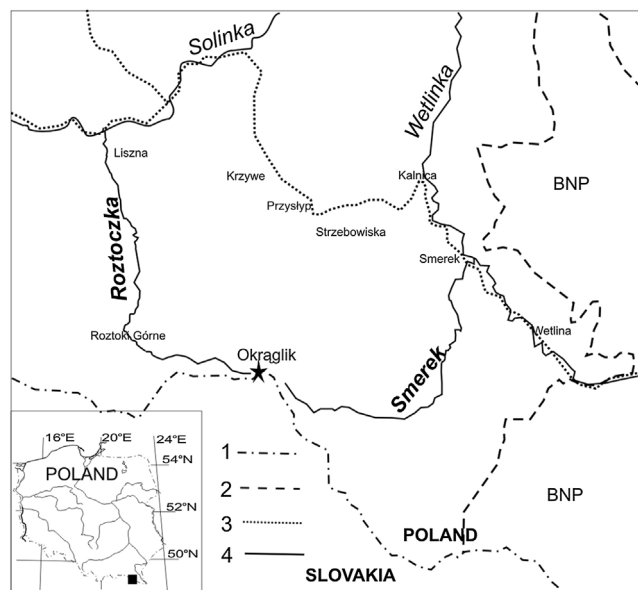 Solinka
Wetlinka
Liszna
Krzywe
Kalnica
BNP
Przysłyp
Strzebowiska
Roztoczka
Smerek
Roztoki Górne
Okrąglik
Wetlina
Smerek
16°E
20°E
24°E
POLAND
54°N
52°N
50°N
1
2
3
4
BNP
POLAND
SLOVAKIA